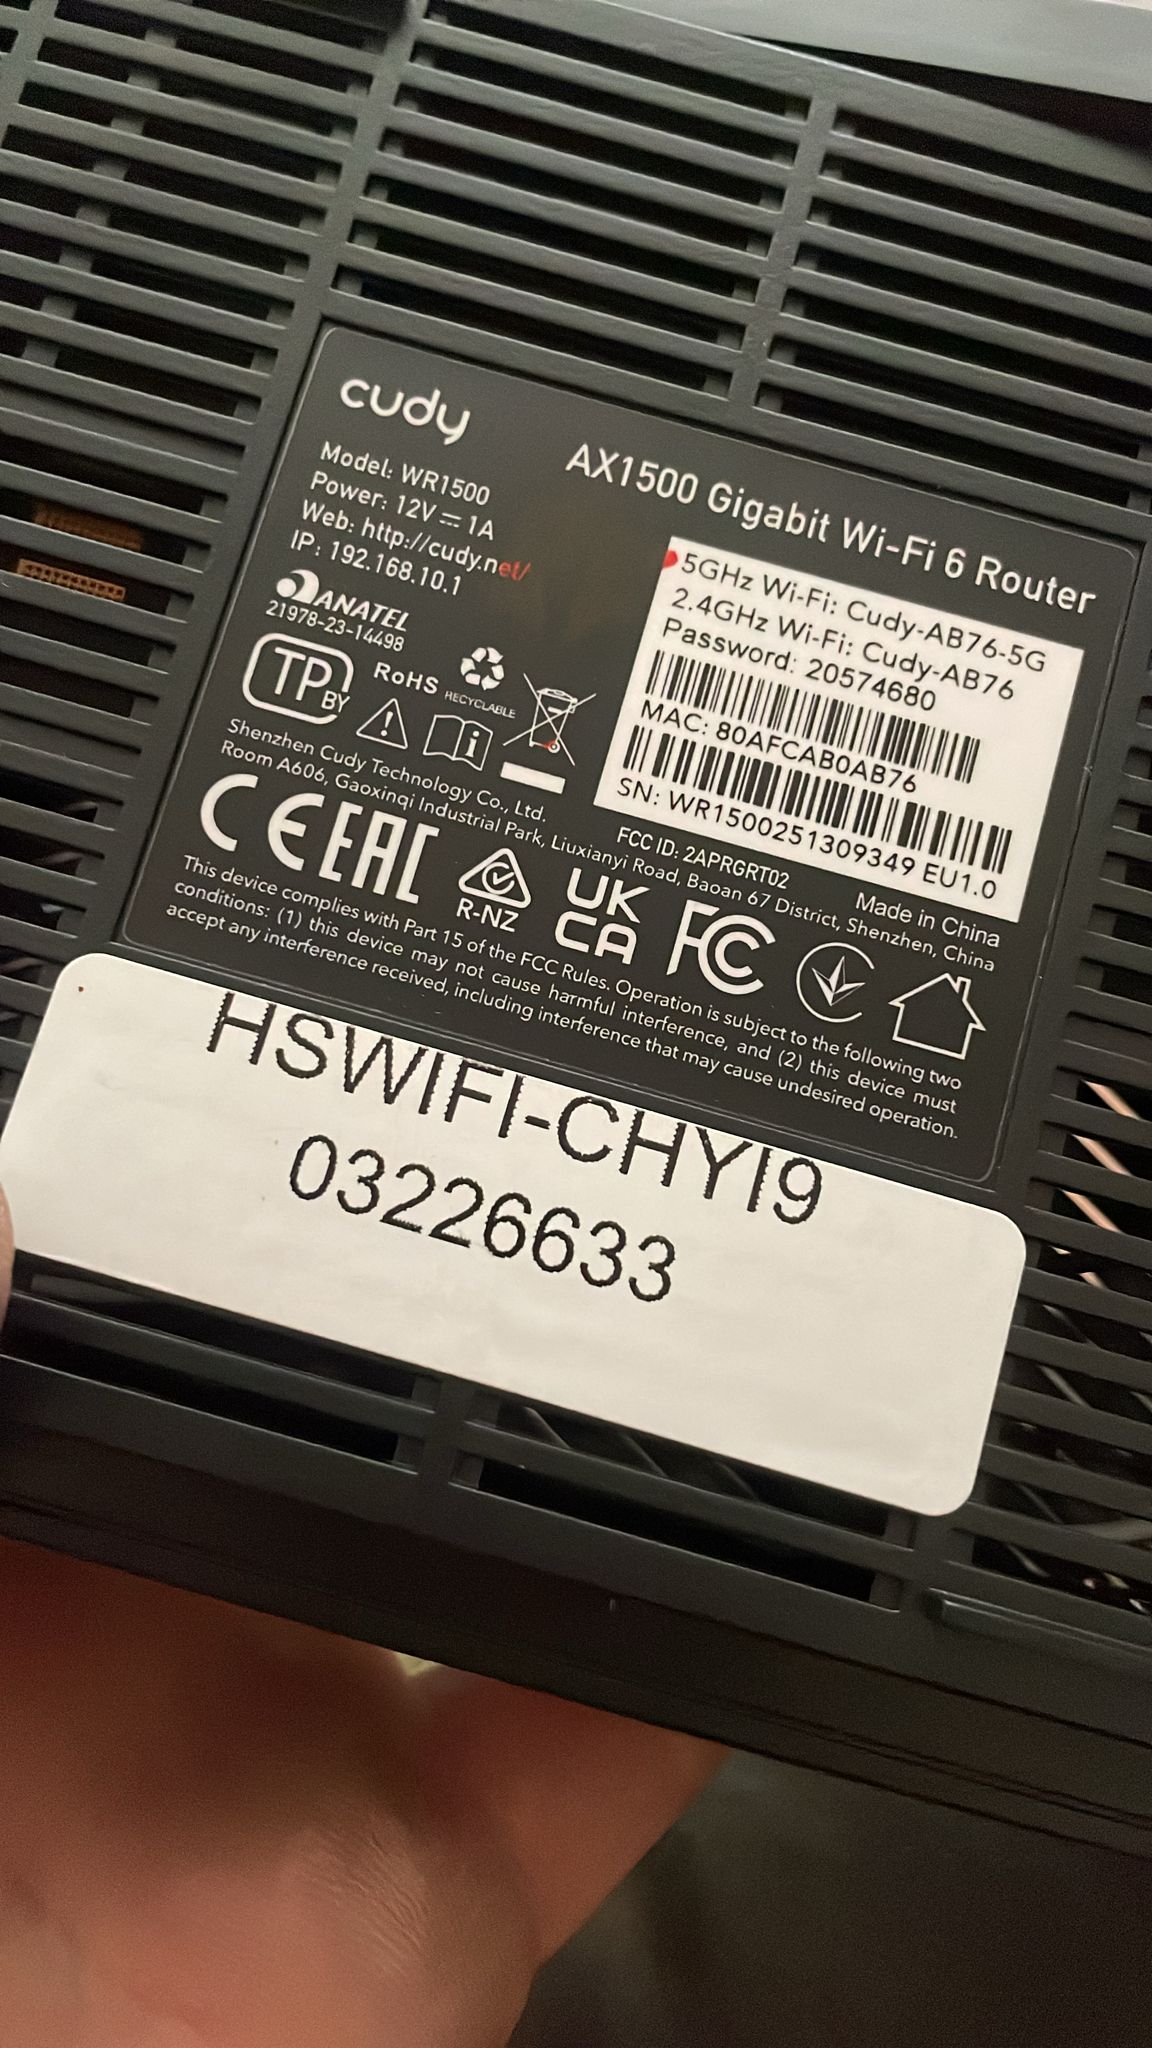 cudy
AX1500 Gigabit Wi-Fi 6 Router
Model: WR1500
Power: 12V ⎓ 1A
Web: http://cudy.net/
IP: 192.168.10.1
ANATEL
21978-23-14498
TP BY
RoHS
RECYCLABLE
5GHz Wi-Fi: Cudy-AB76-5G
2.4GHz Wi-Fi: Cudy-AB76
Password: 20574680
MAC: 80AFCAB0AB76
SN: WR1500251309349 EU1.0
FCC ID: 2APRGRT02
Made in China
Shenzhen Cudy Technology Co., Ltd.
Room A606, Gaoxinqi Industrial Park, Liuxianyi Road, Baoan 67 District, Shenzhen, China
CE EAC
R-NZ
UK
CA
FC
This device complies with Part 15 of the FCC Rules. Operation is subject to the following two
conditions: (1) this device may not cause harmful interference, and (2) this device must
accept any interference received, including interference that may cause undesired operation.
HSWIFI-CHYI9
03226633